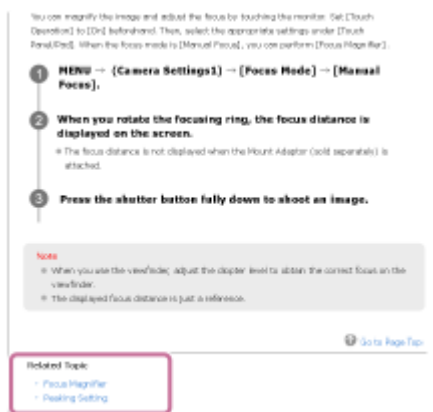 You can magnify the image and adjust the focus by touching the monitor. Set [Touch
Operation] to [On] beforehand. Then, select the appropriate settings under [Touch
Panel/Pad]. When the focus mode is [Manual Focus], you can perform [Focus Magnifier].
1 MENU → (Camera Settings1) → [Focus Mode] → [Manual
Focus].
2 When you rotate the focusing ring, the focus distance is
displayed on the screen.
The focus distance is not displayed when the Mount Adaptor (sold separately) is
attached.
3 Press the shutter button fully down to shoot an image.
Note
When you use the viewfinder, adjust the diopter level to obtain the correct focus on the
viewfinder.
The displayed focus distance is just a reference.
Go to Page Top
Related Topic
Focus Magnifier
Peaking Setting